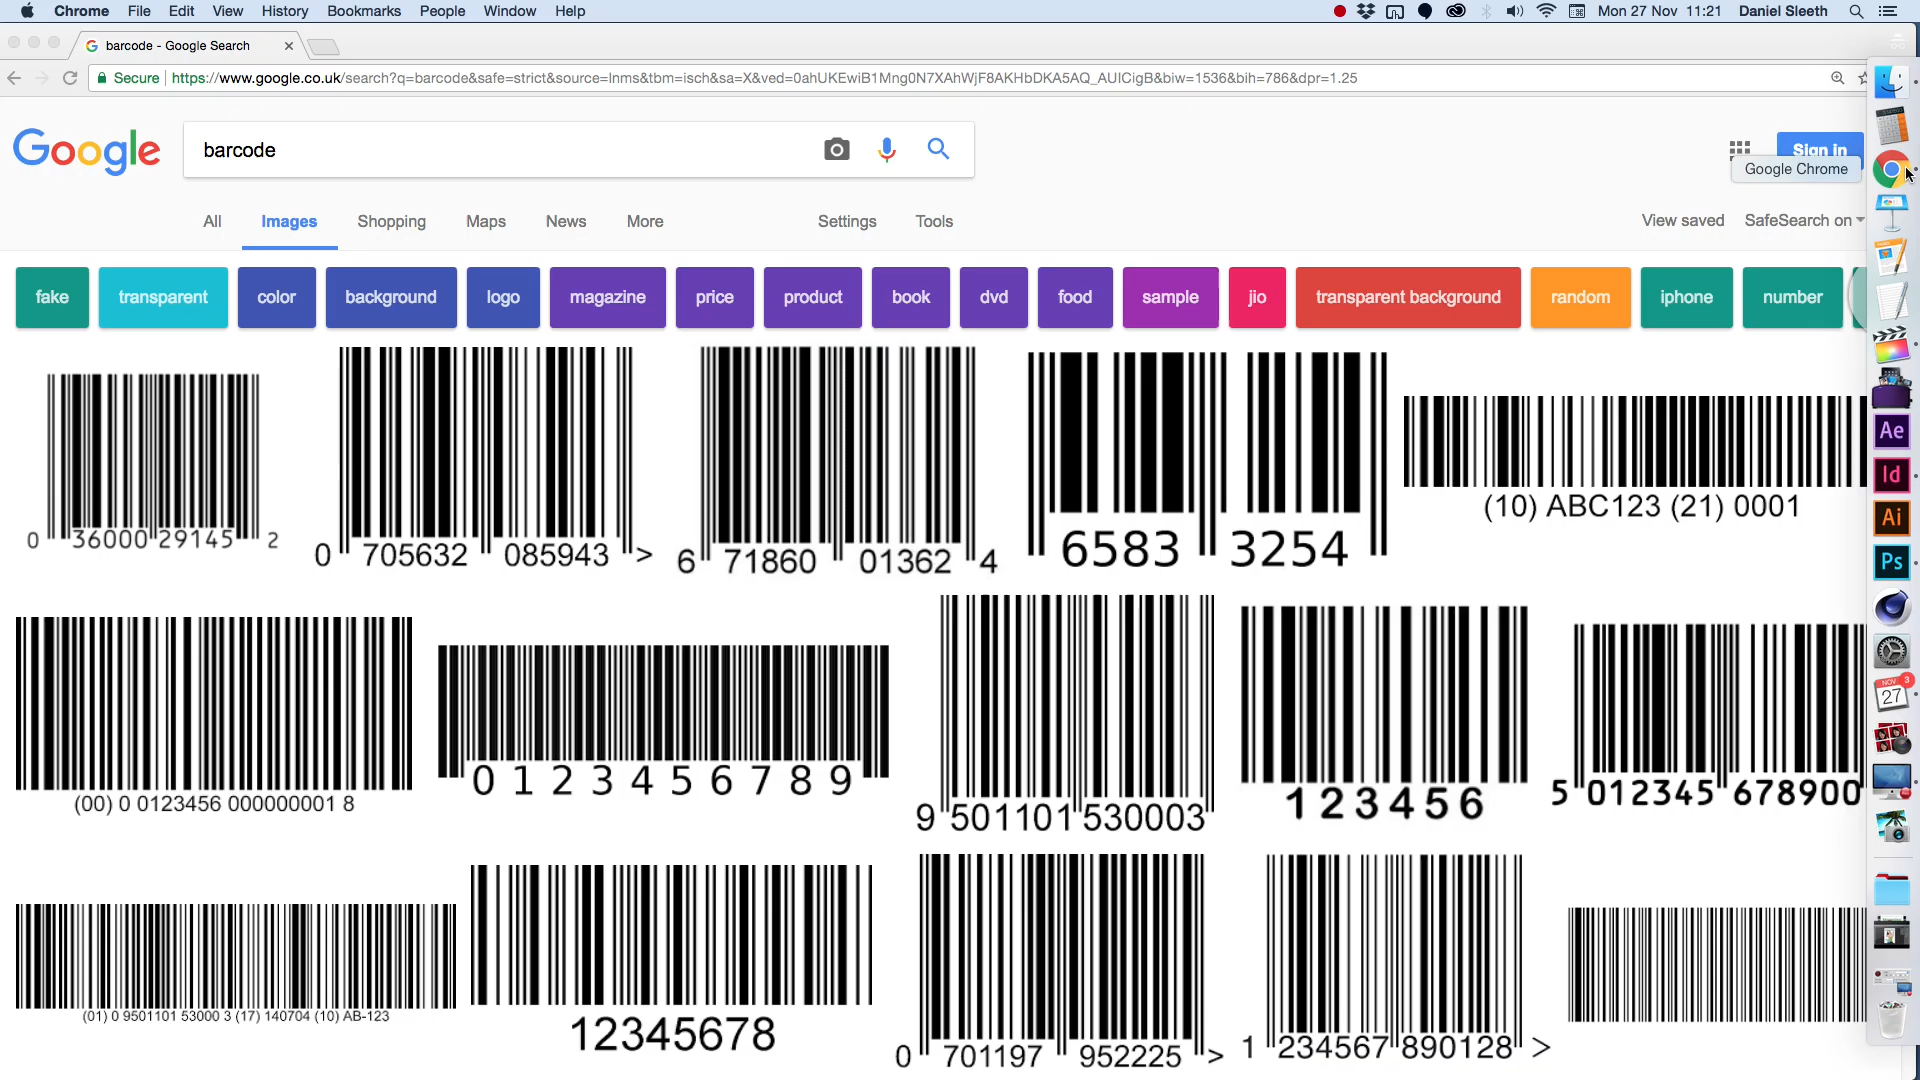 Chrome File Edit View History Bookmarks People Window Help Mon 27 Nov 11:21 Daniel Sleeth
barcode - Google Search
Secure https://www.google.co.uk/search?q=barcode&safe=strict&source=lnms&tbm=isch&sa=X&ved=0ahUKEwiB1Mng0N7XAhWjF8AKHbDKA5AQ_AUICigB&biw=1536&bih=786&dpr=1.25
Google barcode Sign in
Google Chrome
All Images Shopping Maps News More Settings Tools View saved SafeSearch on
fake transparent color background logo magazine price product book dvd food sample jio transparent background random iphone number
0 36000 29145 2
0 705632 085943 >
6 71860 01362 4
6583 3254
(10) ABC123 (21) 0001
(00) 0 0123456 000000001 8
0 1 2 3 4 5 6 7 8 9
9 501101 530003
123456
5 012345 678900
(01) 0 9501101 53000 3 (17) 140704 (10) AB-123
12345678
0 701197 952225 >
1 234567 890128 >
Ae
Id
Ai
Ps
NOV 3
27